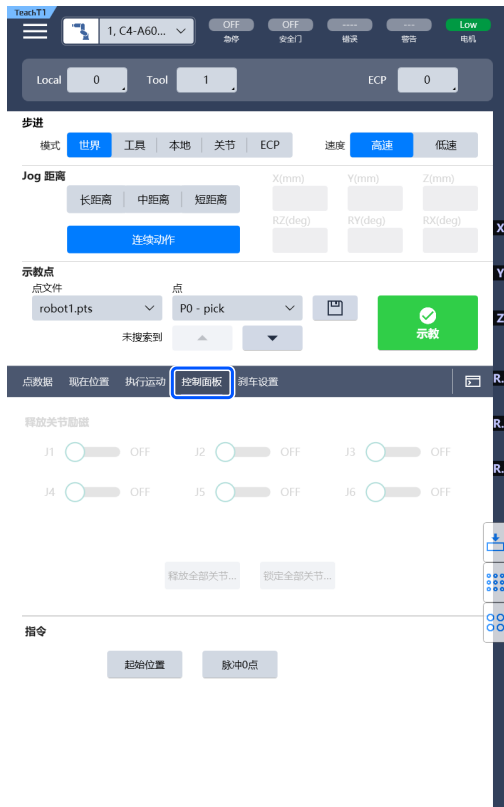 TeachT1
1, C4-A60...
OFF
OFF
----
---
Low
急停
安全门
错误
警告
电机
Local 0 Tool 1 ECP 0
步进
模式 世界 工具 本地 关节 ECP 速度 高速 低速
Jog 距离
X(mm) Y(mm) Z(mm)
长距离 中距离 短距离
RZ(deg) RY(deg) RX(deg)
连续动作
示教点
点文件 点
robot1.pts P0 - pick
示教
未搜索到
点数据 现在位置 执行运动 控制面板 刹车设置
释放关节励磁
J1 OFF J2 OFF J3 OFF
J4 OFF J5 OFF J6 OFF
释放全部关节... 锁定全部关节...
指令
起始位置 脉冲0点
X
Y
Z
R.
R.
R.